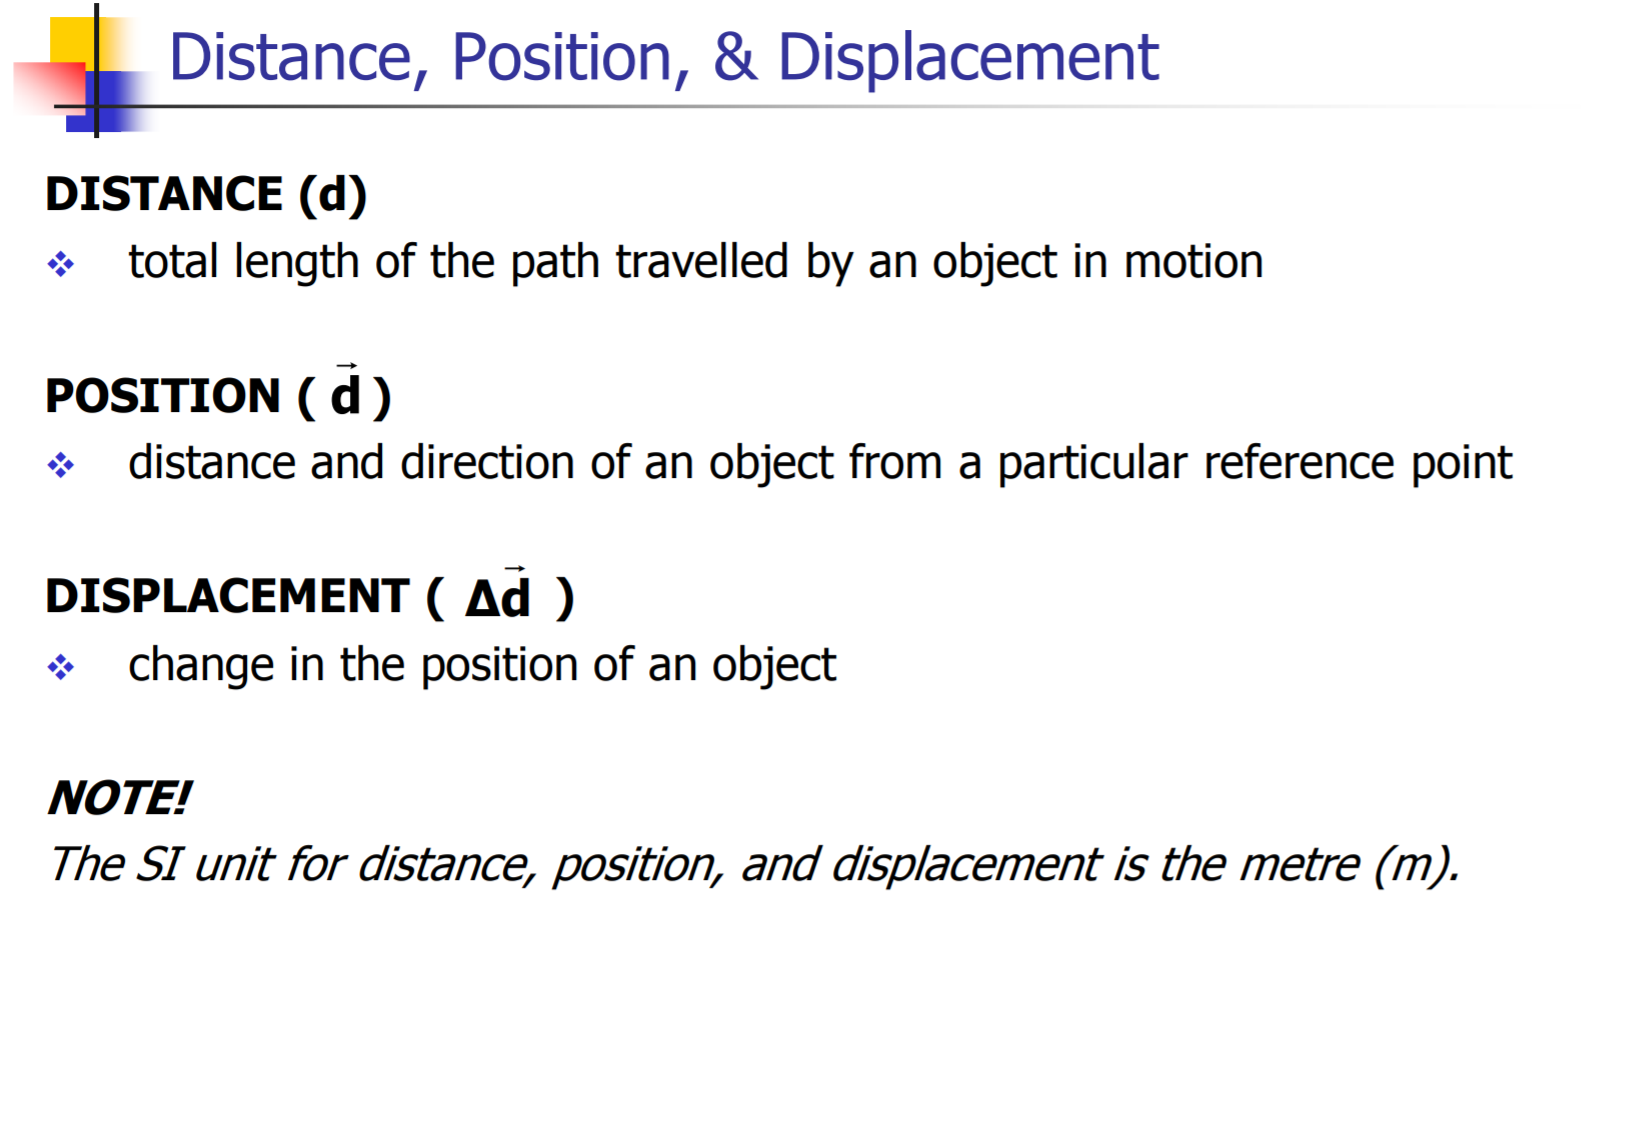 Distance, Position, & Displacement
DISTANCE (d)
❖ total length of the path travelled by an object in motion
POSITION ( d⃗ )
❖ distance and direction of an object from a particular reference point
DISPLACEMENT ( Δd⃗ )
❖ change in the position of an object
NOTE!
The SI unit for distance, position, and displacement is the metre (m).